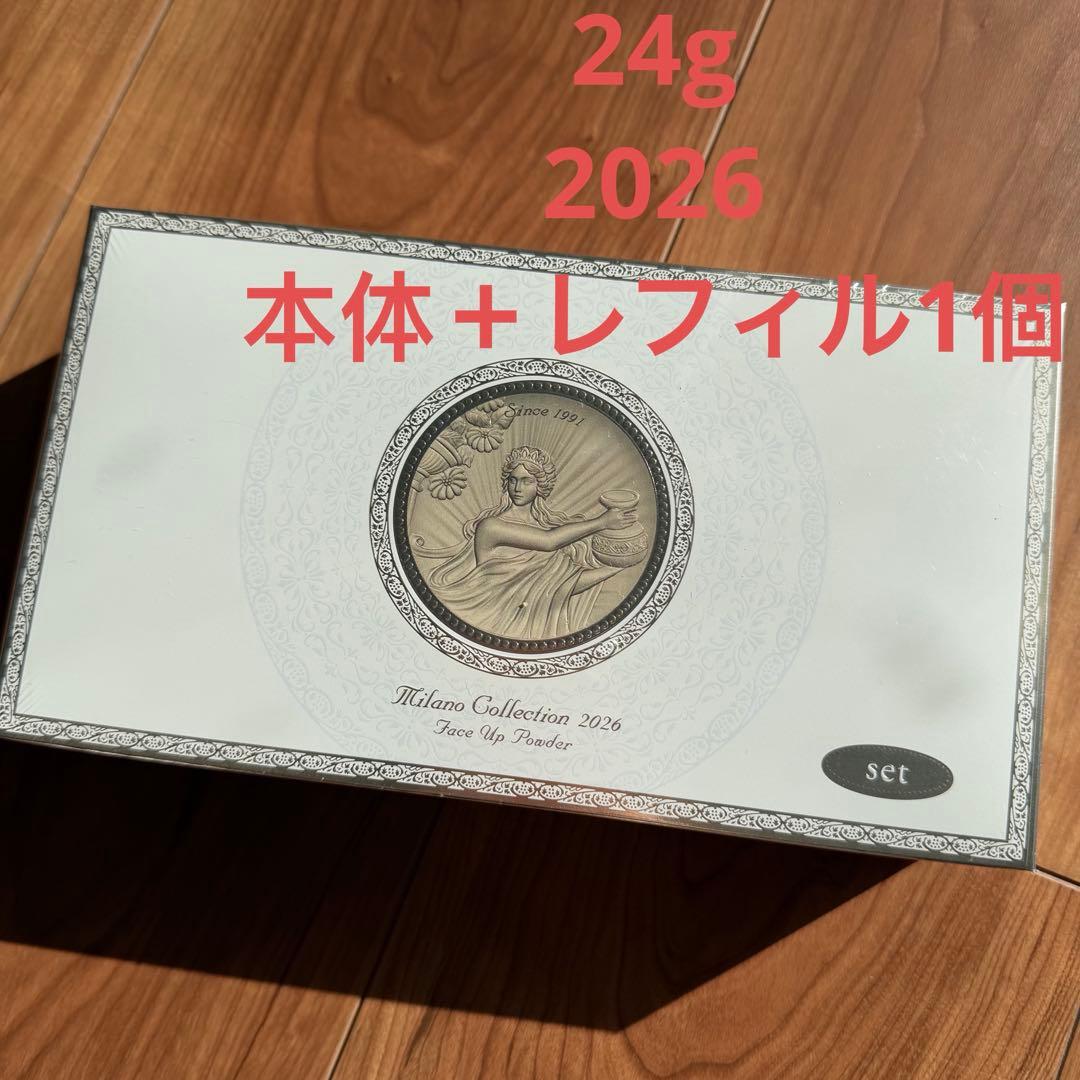 24g
2026
本体＋レフィル1個
Since 1991
Milano Collection 2026
Face Up Powder
set